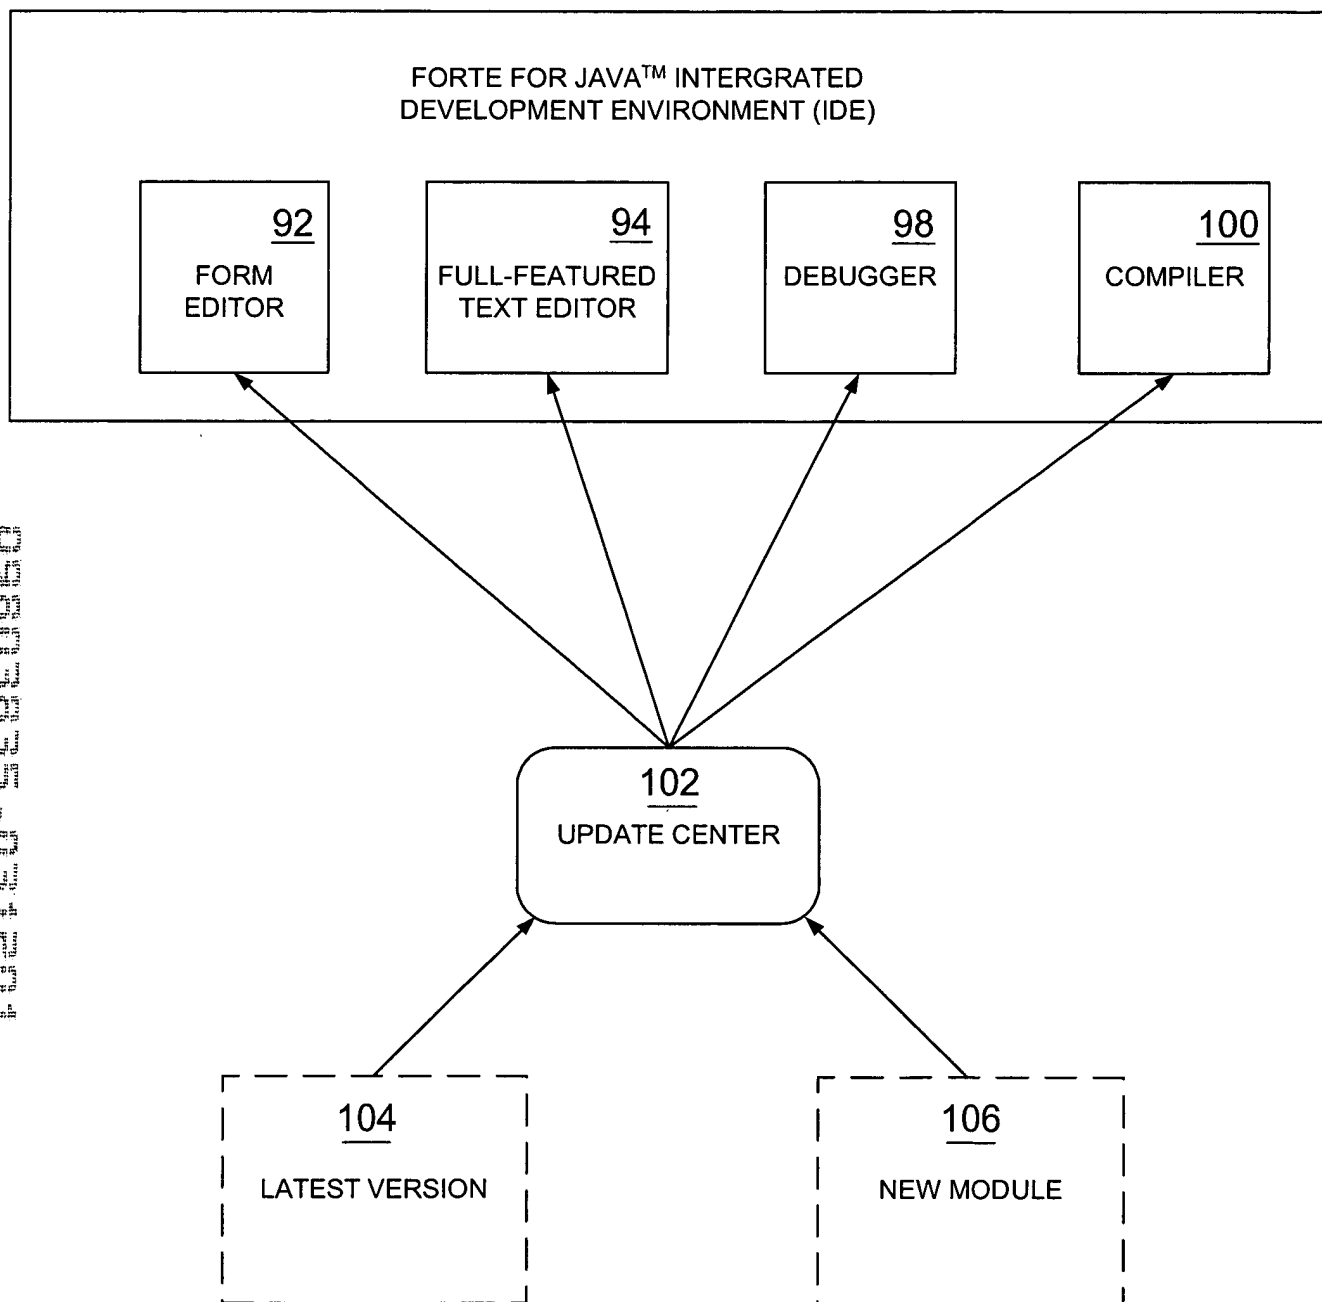 FORTE FOR JAVA™ INTERGRATED
DEVELOPMENT ENVIRONMENT (IDE)
92
FORM
EDITOR
94
FULL-FEATURED
TEXT EDITOR
98
DEBUGGER
100
COMPILER
102
UPDATE CENTER
104
LATEST VERSION
106
NEW MODULE